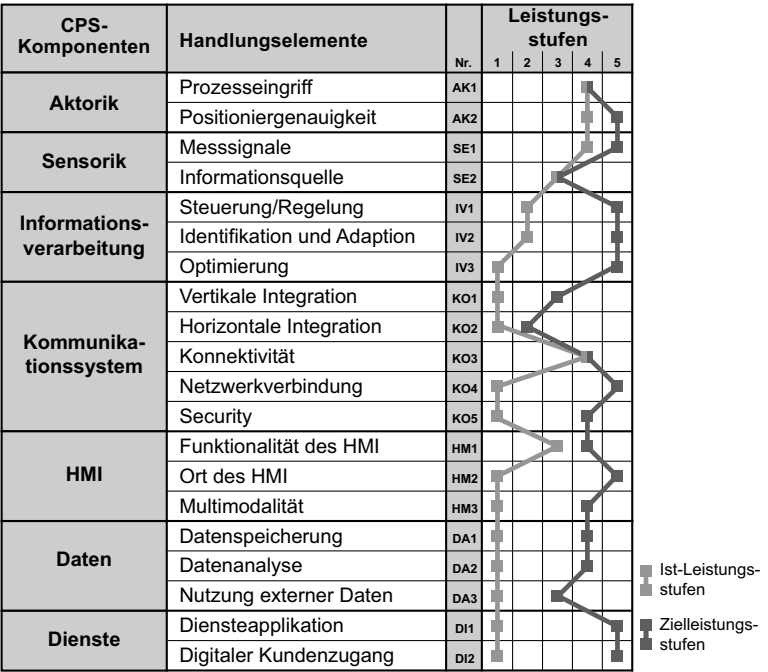 CPS-
Komponenten
Handlungselemente
Nr.
Leistungs-
stufen
1 2 3 4 5
Aktorik
Prozesseingriff AK1
Positioniergenauigkeit AK2
Sensorik
Messsignale SE1
Informationsquelle SE2
Informations-
verarbeitung
Steuerung/Regelung IV1
Identifikation und Adaption IV2
Optimierung IV3
Kommunika-
tionssystem
Vertikale Integration KO1
Horizontale Integration KO2
Konnektivität KO3
Netzwerkverbindung KO4
Security KO5
HMI
Funktionalität des HMI HM1
Ort des HMI HM2
Multimodalität HM3
Daten
Datenspeicherung DA1
Datenanalyse DA2
Nutzung externer Daten DA3
Dienste
Diensteapplikation DI1
Digitaler Kundenzugang DI2
Ist-Leistungs-
stufen
Zielleistungs-
stufen